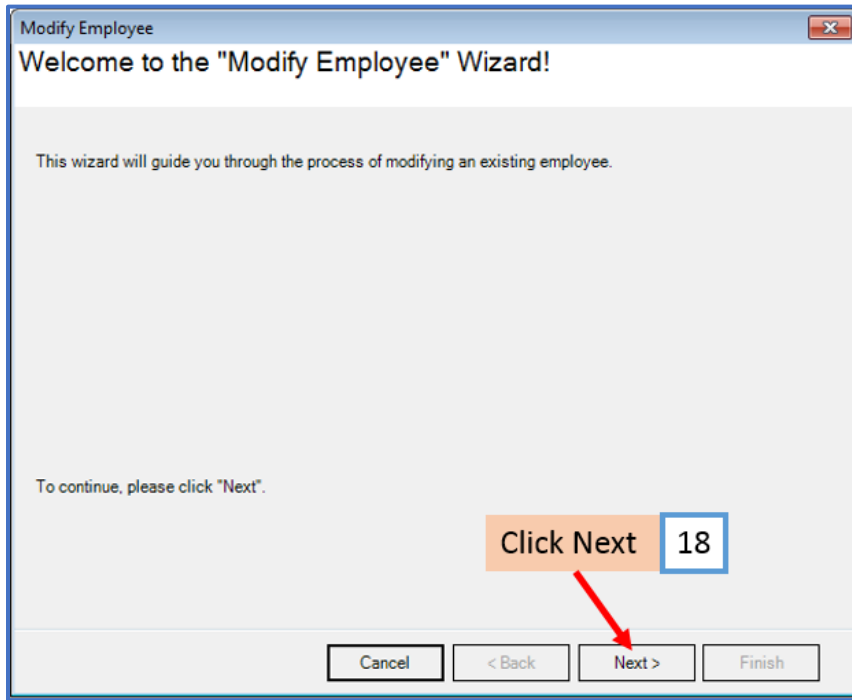 Modify Employee
Welcome to the "Modify Employee" Wizard!
This wizard will guide you through the process of modifying an existing employee.
To continue, please click "Next".
Click Next 18
Cancel < Back Next > Finish